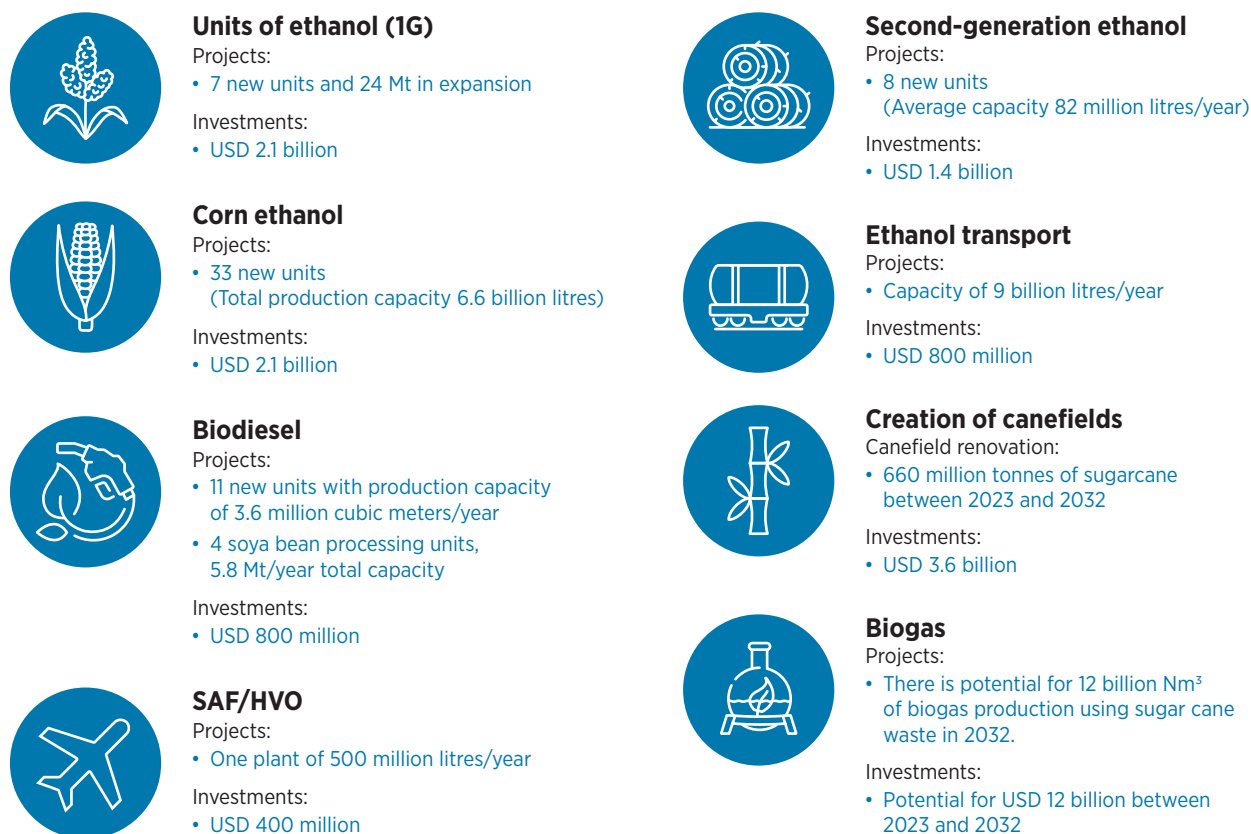 Units of ethanol (1G)
Projects:
• 7 new units and 24 Mt in expansion
Investments:
• USD 2.1 billion
Corn ethanol
Projects:
• 33 new units
(Total production capacity 6.6 billion litres)
Investments:
• USD 2.1 billion
Biodiesel
Projects:
• 11 new units with production capacity
of 3.6 million cubic meters/year
• 4 soya bean processing units,
5.8 Mt/year total capacity
Investments:
• USD 800 million
SAF/HVO
Projects:
• One plant of 500 million litres/year
Investments:
• USD 400 million
Second-generation ethanol
Projects:
• 8 new units
(Average capacity 82 million litres/year)
Investments:
• USD 1.4 billion
Ethanol transport
Projects:
• Capacity of 9 billion litres/year
Investments:
• USD 800 million
Creation of canefields
Canefield renovation:
• 660 million tonnes of sugarcane
between 2023 and 2032
Investments:
• USD 3.6 billion
Biogas
Projects:
• There is potential for 12 billion Nm³
of biogas production using sugar cane
waste in 2032.
Investments:
• Potential for USD 12 billion between
2023 and 2032